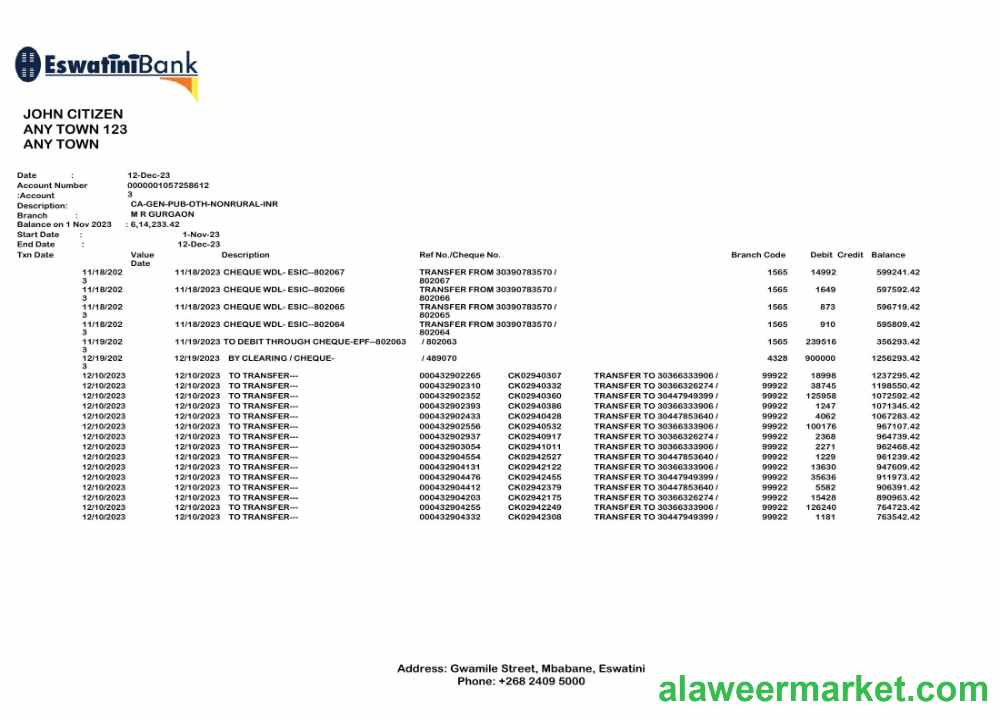 EswatiniBank
JOHN CITIZEN
ANY TOWN 123
ANY TOWN
Date : 12-Dec-23
Account Number 0000001057258612
:Account 3
Description: CA-GEN-PUB-OTH-NONRURAL-INR
Branch : M R GURGAON
Balance on 1 Nov 2023 : 6,14,233.42
Start Date : 1-Nov-23
End Date : 12-Dec-23
Txn Date Value Description Ref No./Cheque No. Branch Code Debit Credit Balance
Date
11/18/202 11/18/2023 CHEQUE WDL- ESIC--802067 TRANSFER FROM 30390783570 / 1565 14992 599241.42
3 802067
11/18/202 11/18/2023 CHEQUE WDL- ESIC--802066 TRANSFER FROM 30390783570 / 1565 1649 597592.42
3 802066
11/18/202 11/18/2023 CHEQUE WDL- ESIC--802065 TRANSFER FROM 30390783570 / 1565 873 596719.42
3 802065
11/18/202 11/18/2023 CHEQUE WDL- ESIC--802064 TRANSFER FROM 30390783570 / 1565 910 595809.42
3 802064
11/19/202 11/19/2023 TO DEBIT THROUGH CHEQUE-EPF--802063 / 802063 1565 239516 356293.42
3
12/19/202 12/19/2023 BY CLEARING / CHEQUE- / 489070 4328 900000 1256293.42
3
12/10/2023 12/10/2023 TO TRANSFER--- 000432902265 CK02940307 TRANSFER TO 30366333906 / 99922 18998 1237295.42
12/10/2023 12/10/2023 TO TRANSFER--- 000432902310 CK02940332 TRANSFER TO 30366326274 / 99922 38745 1198550.42
12/10/2023 12/10/2023 TO TRANSFER--- 000432902352 CK02940360 TRANSFER TO 30447949399 / 99922 125958 1072592.42
12/10/2023 12/10/2023 TO TRANSFER--- 000432902393 CK02940386 TRANSFER TO 30366333906 / 99922 1247 1071345.42
12/10/2023 12/10/2023 TO TRANSFER--- 000432902433 CK02940428 TRANSFER TO 30447853640 / 99922 4062 1067283.42
12/10/2023 12/10/2023 TO TRANSFER--- 000432902556 CK02940532 TRANSFER TO 30366333906 / 99922 100176 967107.42
12/10/2023 12/10/2023 TO TRANSFER--- 000432902937 CK02940917 TRANSFER TO 30366326274 / 99922 2368 964739.42
12/10/2023 12/10/2023 TO TRANSFER--- 000432903054 CK02941011 TRANSFER TO 30366333906 / 99922 2271 962468.42
12/10/2023 12/10/2023 TO TRANSFER--- 000432904554 CK02942527 TRANSFER TO 30447853640 / 99922 1229 961239.42
12/10/2023 12/10/2023 TO TRANSFER--- 000432904131 CK02942122 TRANSFER TO 30366333906 / 99922 13630 947609.42
12/10/2023 12/10/2023 TO TRANSFER--- 000432904476 CK02942455 TRANSFER TO 30447949399 / 99922 35636 911973.42
12/10/2023 12/10/2023 TO TRANSFER--- 000432904412 CK02942379 TRANSFER TO 30447853640 / 99922 5582 906391.42
12/10/2023 12/10/2023 TO TRANSFER--- 000432904203 CK02942175 TRANSFER TO 30366326274 / 99922 15428 890963.42
12/10/2023 12/10/2023 TO TRANSFER--- 000432904255 CK02942249 TRANSFER TO 30366333906 / 99922 126240 764723.42
12/10/2023 12/10/2023 TO TRANSFER--- 000432904332 CK02942308 TRANSFER TO 30447949399 / 99922 1181 763542.42
Address: Gwamile Street, Mbabane, Eswatini
Phone: +268 2409 5000
alaweermarket.com